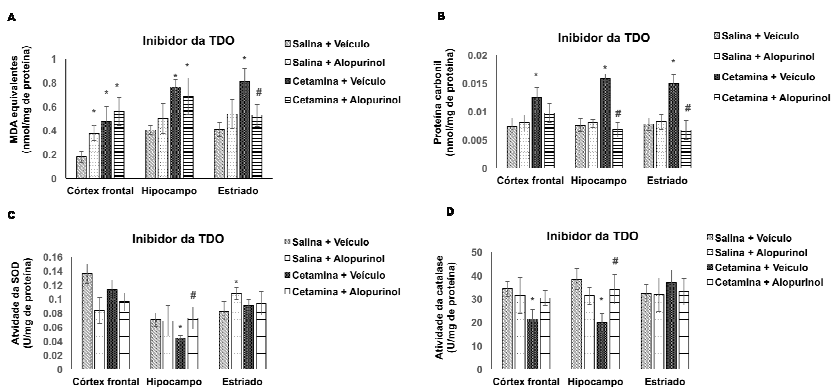 A
Inibidor da TDO
Salina + Veículo
Salina + Alopurinol
Cetamina + Veículo
Cetamina + Alopurinol
MDA equivalentes
(nmol/mg de proteína)
1
0.8
0.6
0.4
0.2
0
* * * * * * #
Córtex frontal Hipocampo Estriado
B
Inibidor da TDO
Salina + Veículo
Salina + Alopurinol
Cetamina + Veículo
Cetamina + Alopurinol
Proteína carbonil
(nmol/mg de proteína)
0.02
0.015
0.01
0.005
0
* * # * #
Córtex frontal Hipocampo Estriado
C
Inibidor da TDO
Salina + Veículo
Salina + Alopurinol
Cetamina + Veículo
Cetamina + Alopurinol
Atvidade da SOD
(U/mg de proteína)
0.16
0.14
0.12
0.1
0.08
0.06
0.04
0.02
0
* # *
Córtex frontal Hipocampo Estriado
D
Inibidor da TDO
Salina + Veículo
Salina + Alopurinol
Cetamina + Veículo
Cetamina + Alopurinol
Atividade da catalase
(U/mg de proteína)
50
40
30
20
10
0
* * #
Córtex frontal Hipocampo Estriado